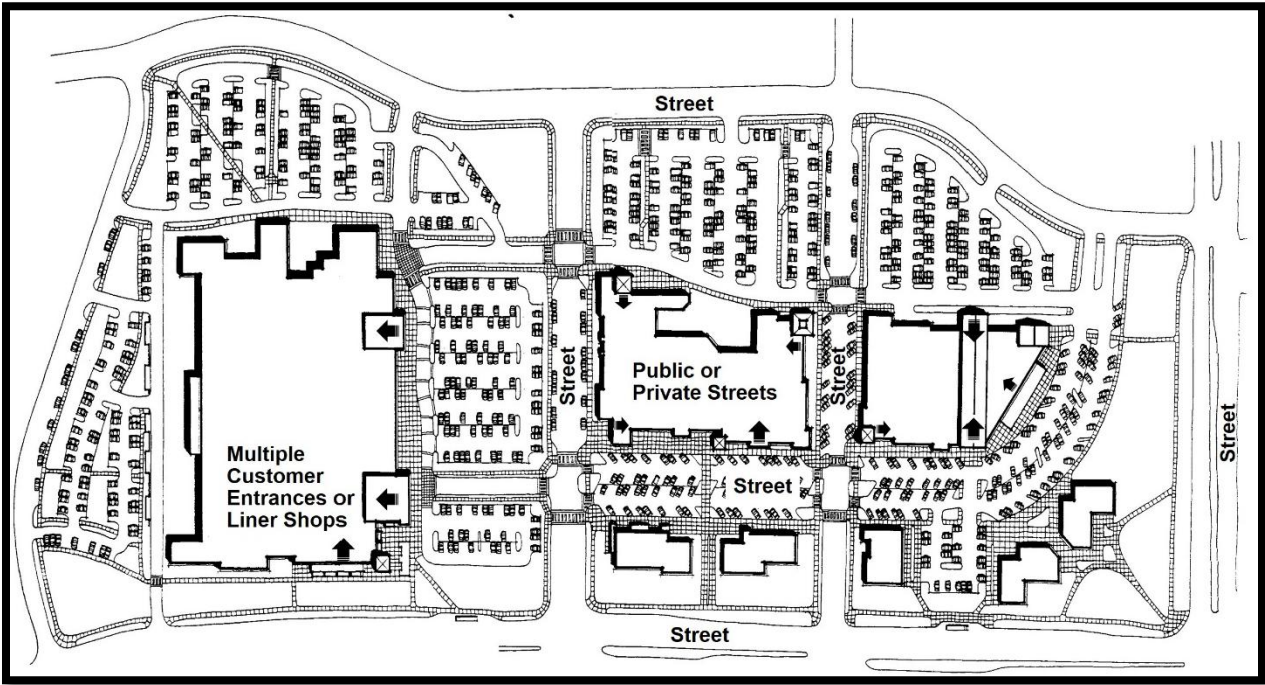 Street
Public or
Private Streets
Street
Street
Street
Multiple
Customer
Entrances or
Liner Shops
Street
Street